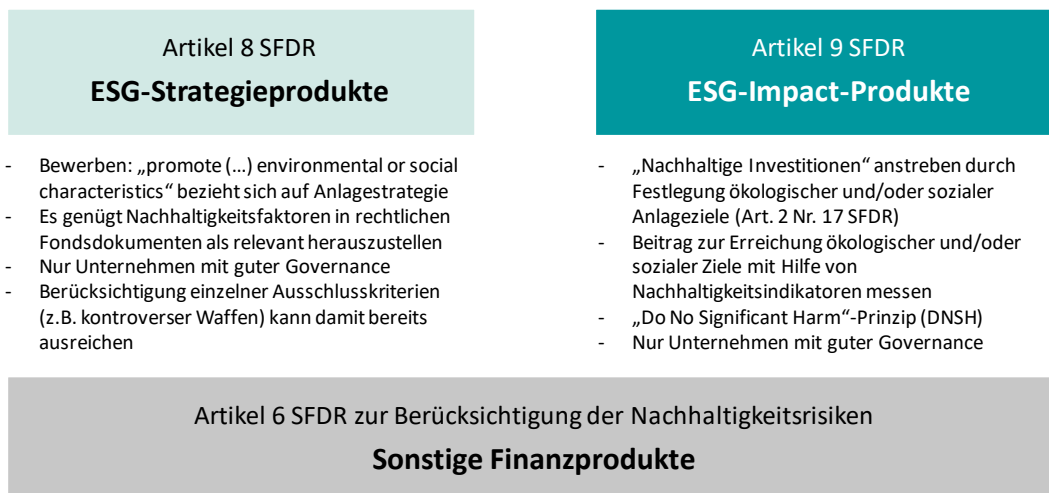 Artikel 8 SFDR
ESG-Strategieprodukte
- Bewerben: „promote (…) environmental or social
characteristics“ bezieht sich auf Anlagestrategie
- Es genügt Nachhaltigkeitsfaktoren in rechtlichen
Fondsdokumenten als relevant herauszustellen
- Nur Unternehmen mit guter Governance
- Berücksichtigung einzelner Ausschlusskriterien
(z.B. kontroverser Waffen) kann damit bereits
ausreichen
Artikel 9 SFDR
ESG-Impact-Produkte
- „Nachhaltige Investitionen“ anstreben durch
Festlegung ökologischer und/oder sozialer
Anlageziele (Art. 2 Nr. 17 SFDR)
- Beitrag zur Erreichung ökologischer und/oder
sozialer Ziele mit Hilfe von
Nachhaltigkeitsindikatoren messen
- „Do No Significant Harm“-Prinzip (DNSH)
- Nur Unternehmen mit guter Governance
Artikel 6 SFDR zur Berücksichtigung der Nachhaltigkeitsrisiken
Sonstige Finanzprodukte